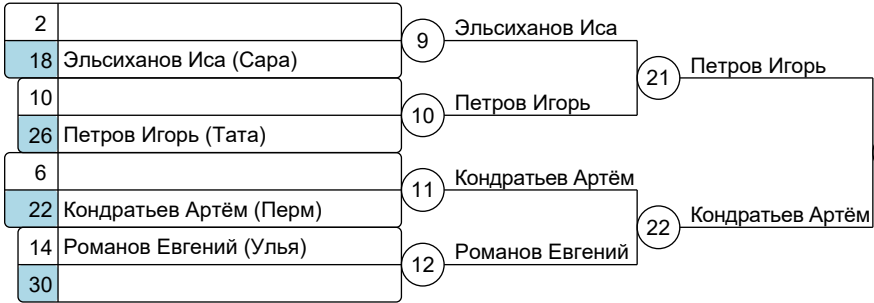 2
9
Эльсиханов Иса
18 Эльсиханов Иса (Сара)
21
Петров Игорь
10
10
Петров Игорь
26 Петров Игорь (Тата)
6
11
Кондратьев Артём
22 Кондратьев Артём (Перм)
22
Кондратьев Артём
14 Романов Евгений (Улья)
12
Романов Евгений
30